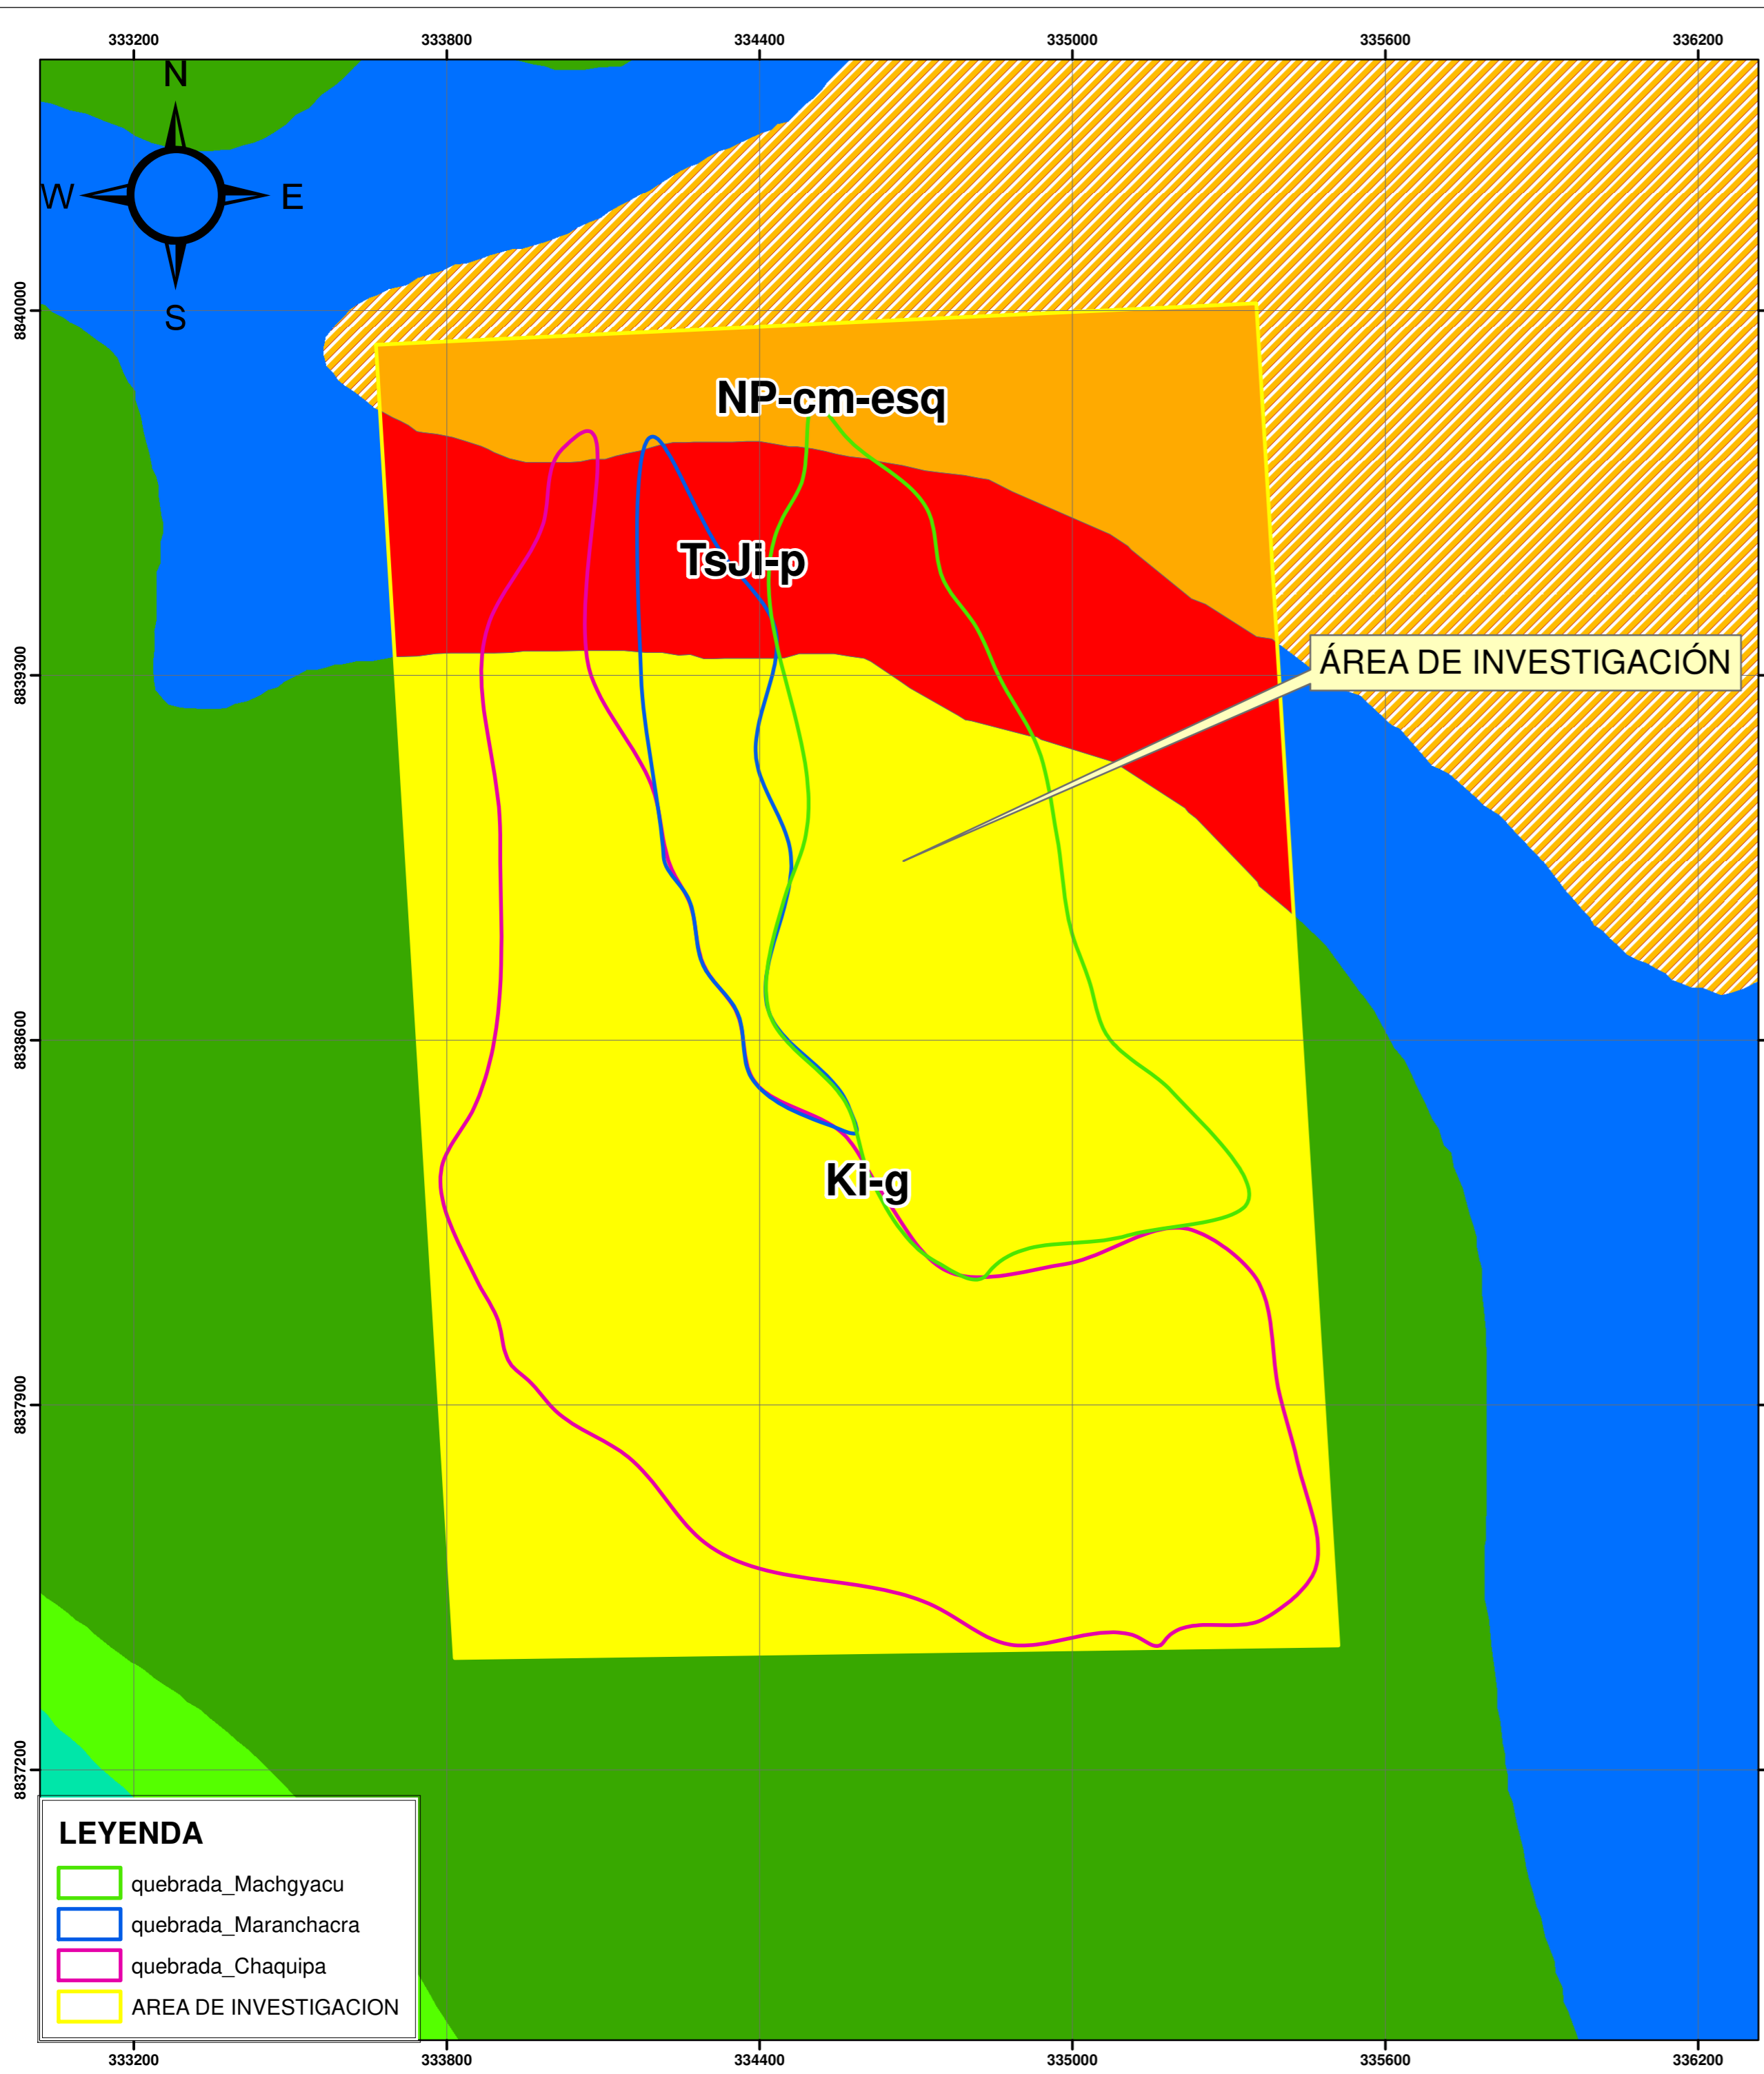 333200 333800 334400 335000 335600 336200
N
W E
S
8840000
NP-cm-esq
TsJi-p
ÁREA DE INVESTIGACIÓN
8839300
8838600
Ki-g
8837900
8837200
LEYENDA
quebrada_Machgyacu
quebrada_Maranchacra
quebrada_Chaquipa
AREA DE INVESTIGACION
333200 333800 334400 335000 335600 336200